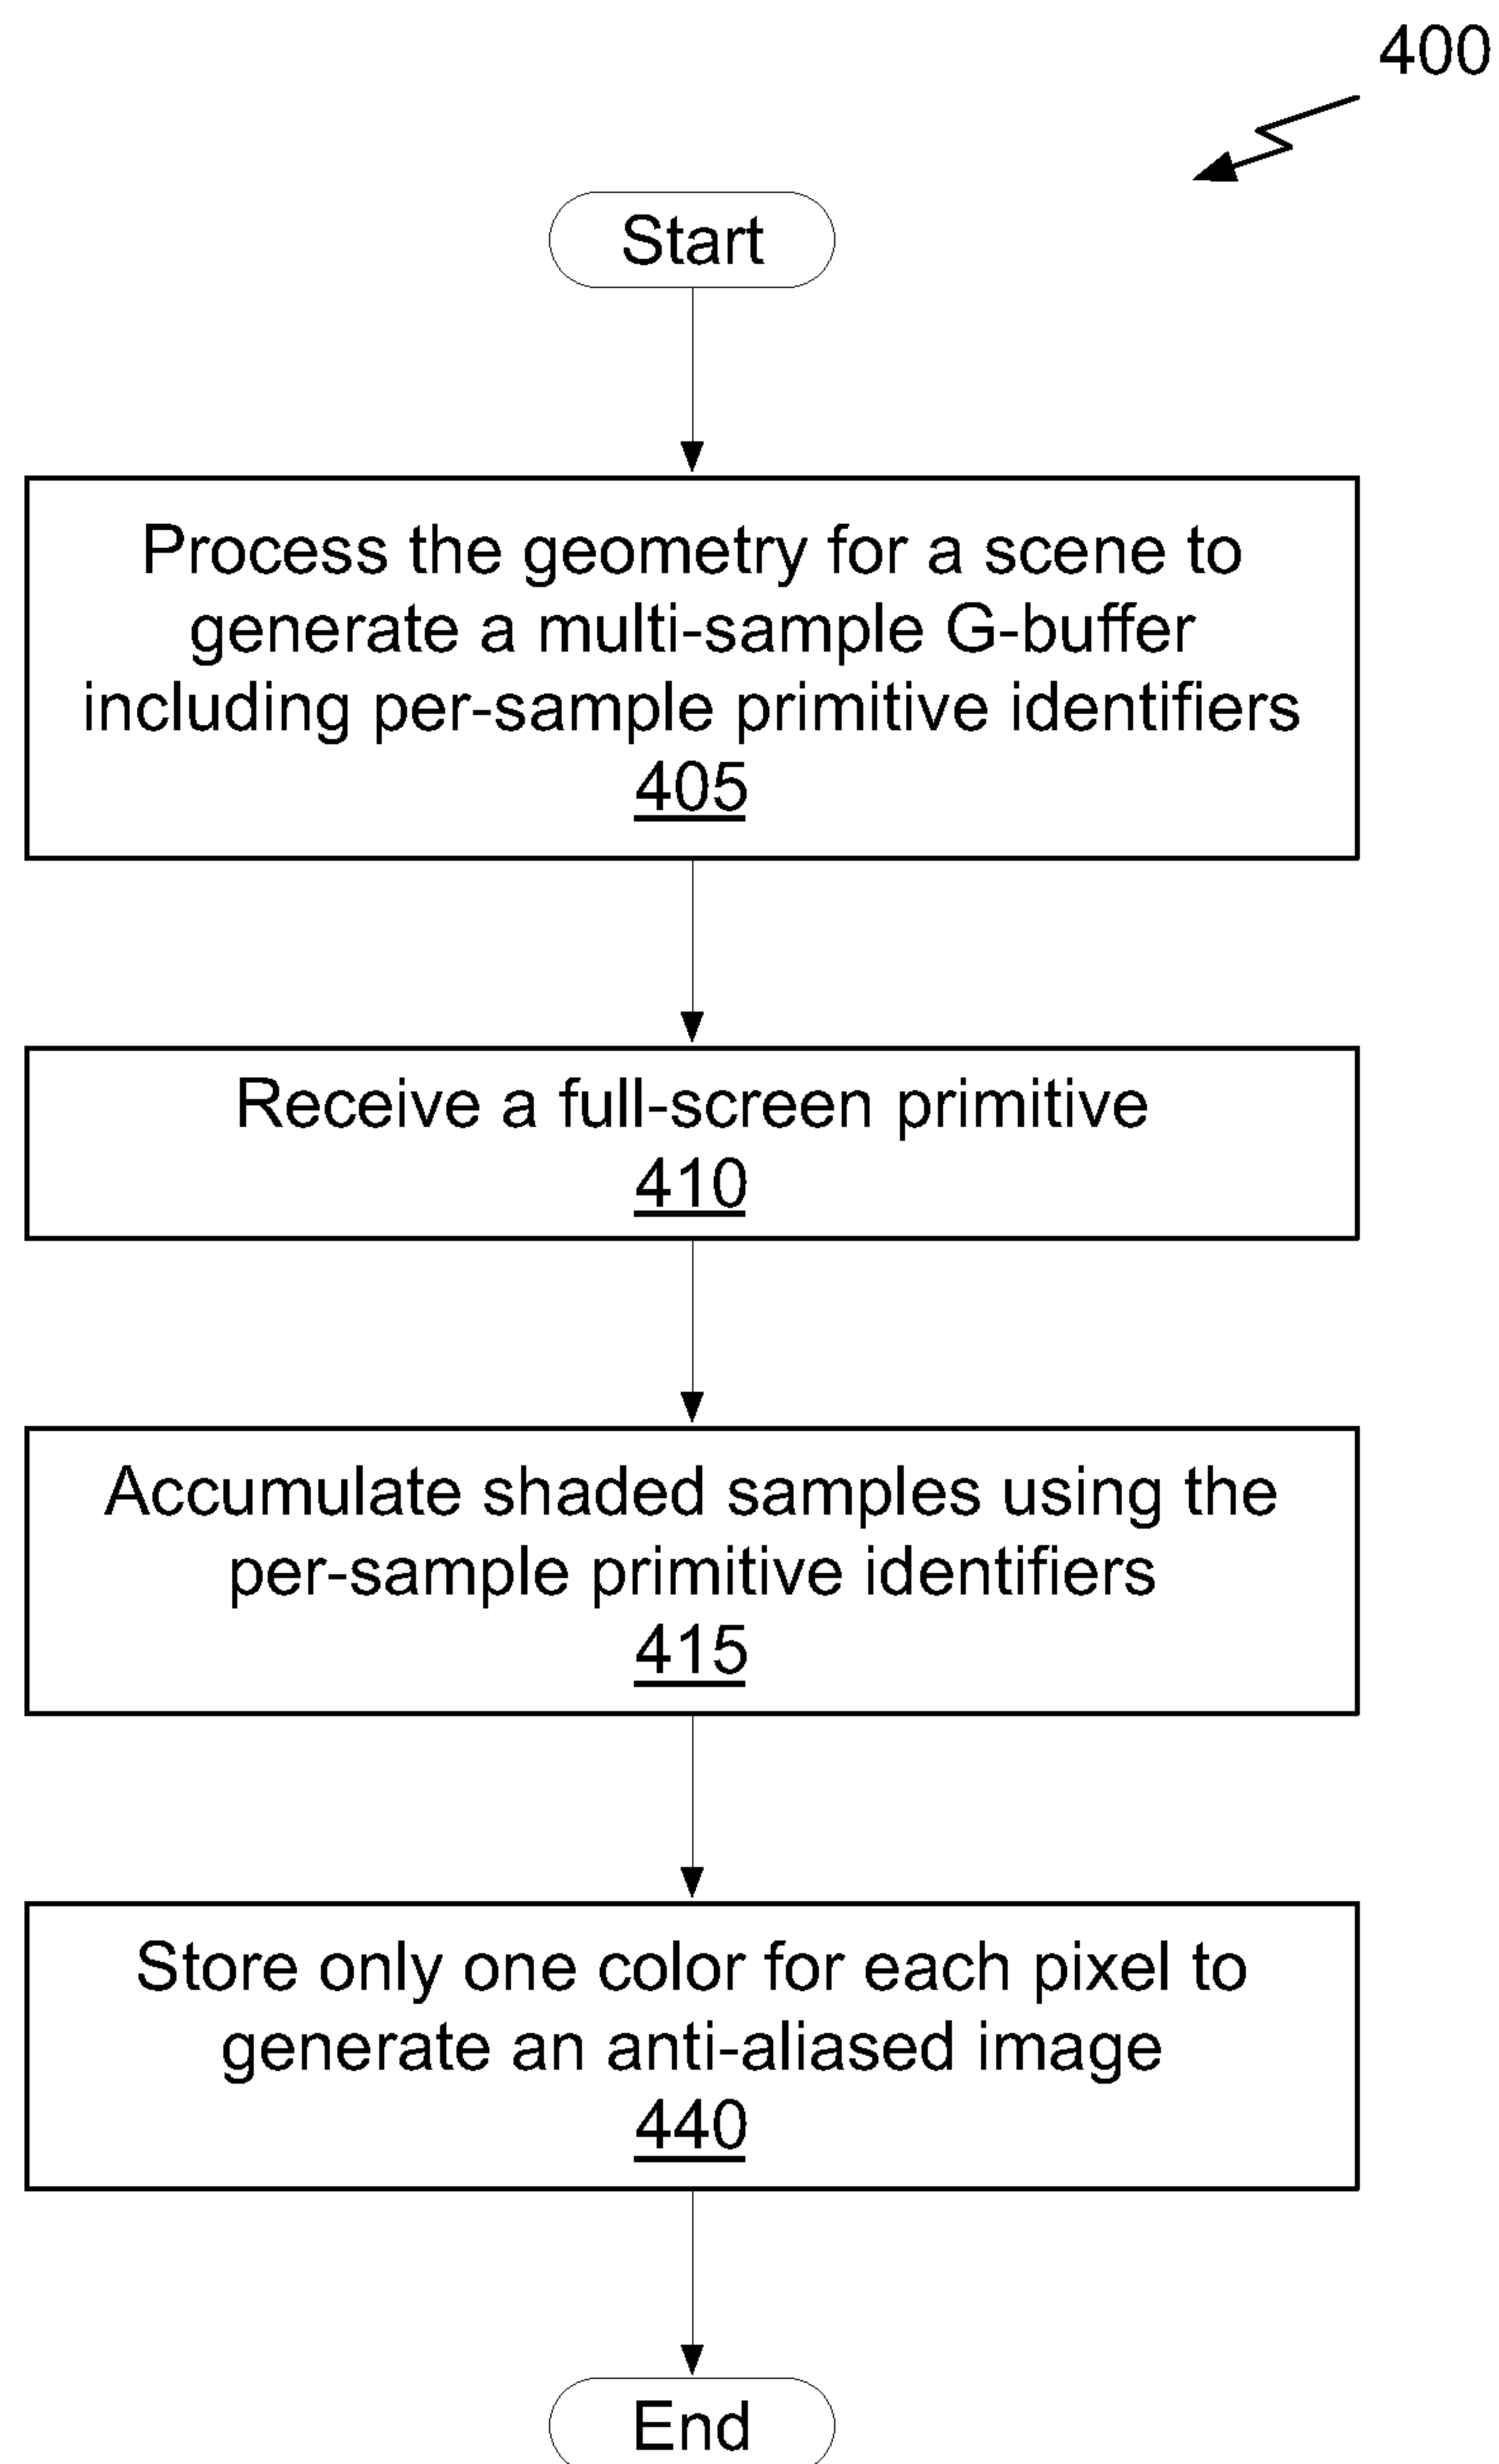 400
Start
Process the geometry for a scene to
generate a multi-sample G-buffer
including per-sample primitive identifiers
405
Receive a full-screen primitive
410
Accumulate shaded samples using the
per-sample primitive identifiers
415
Store only one color for each pixel to
generate an anti-aliased image
440
End